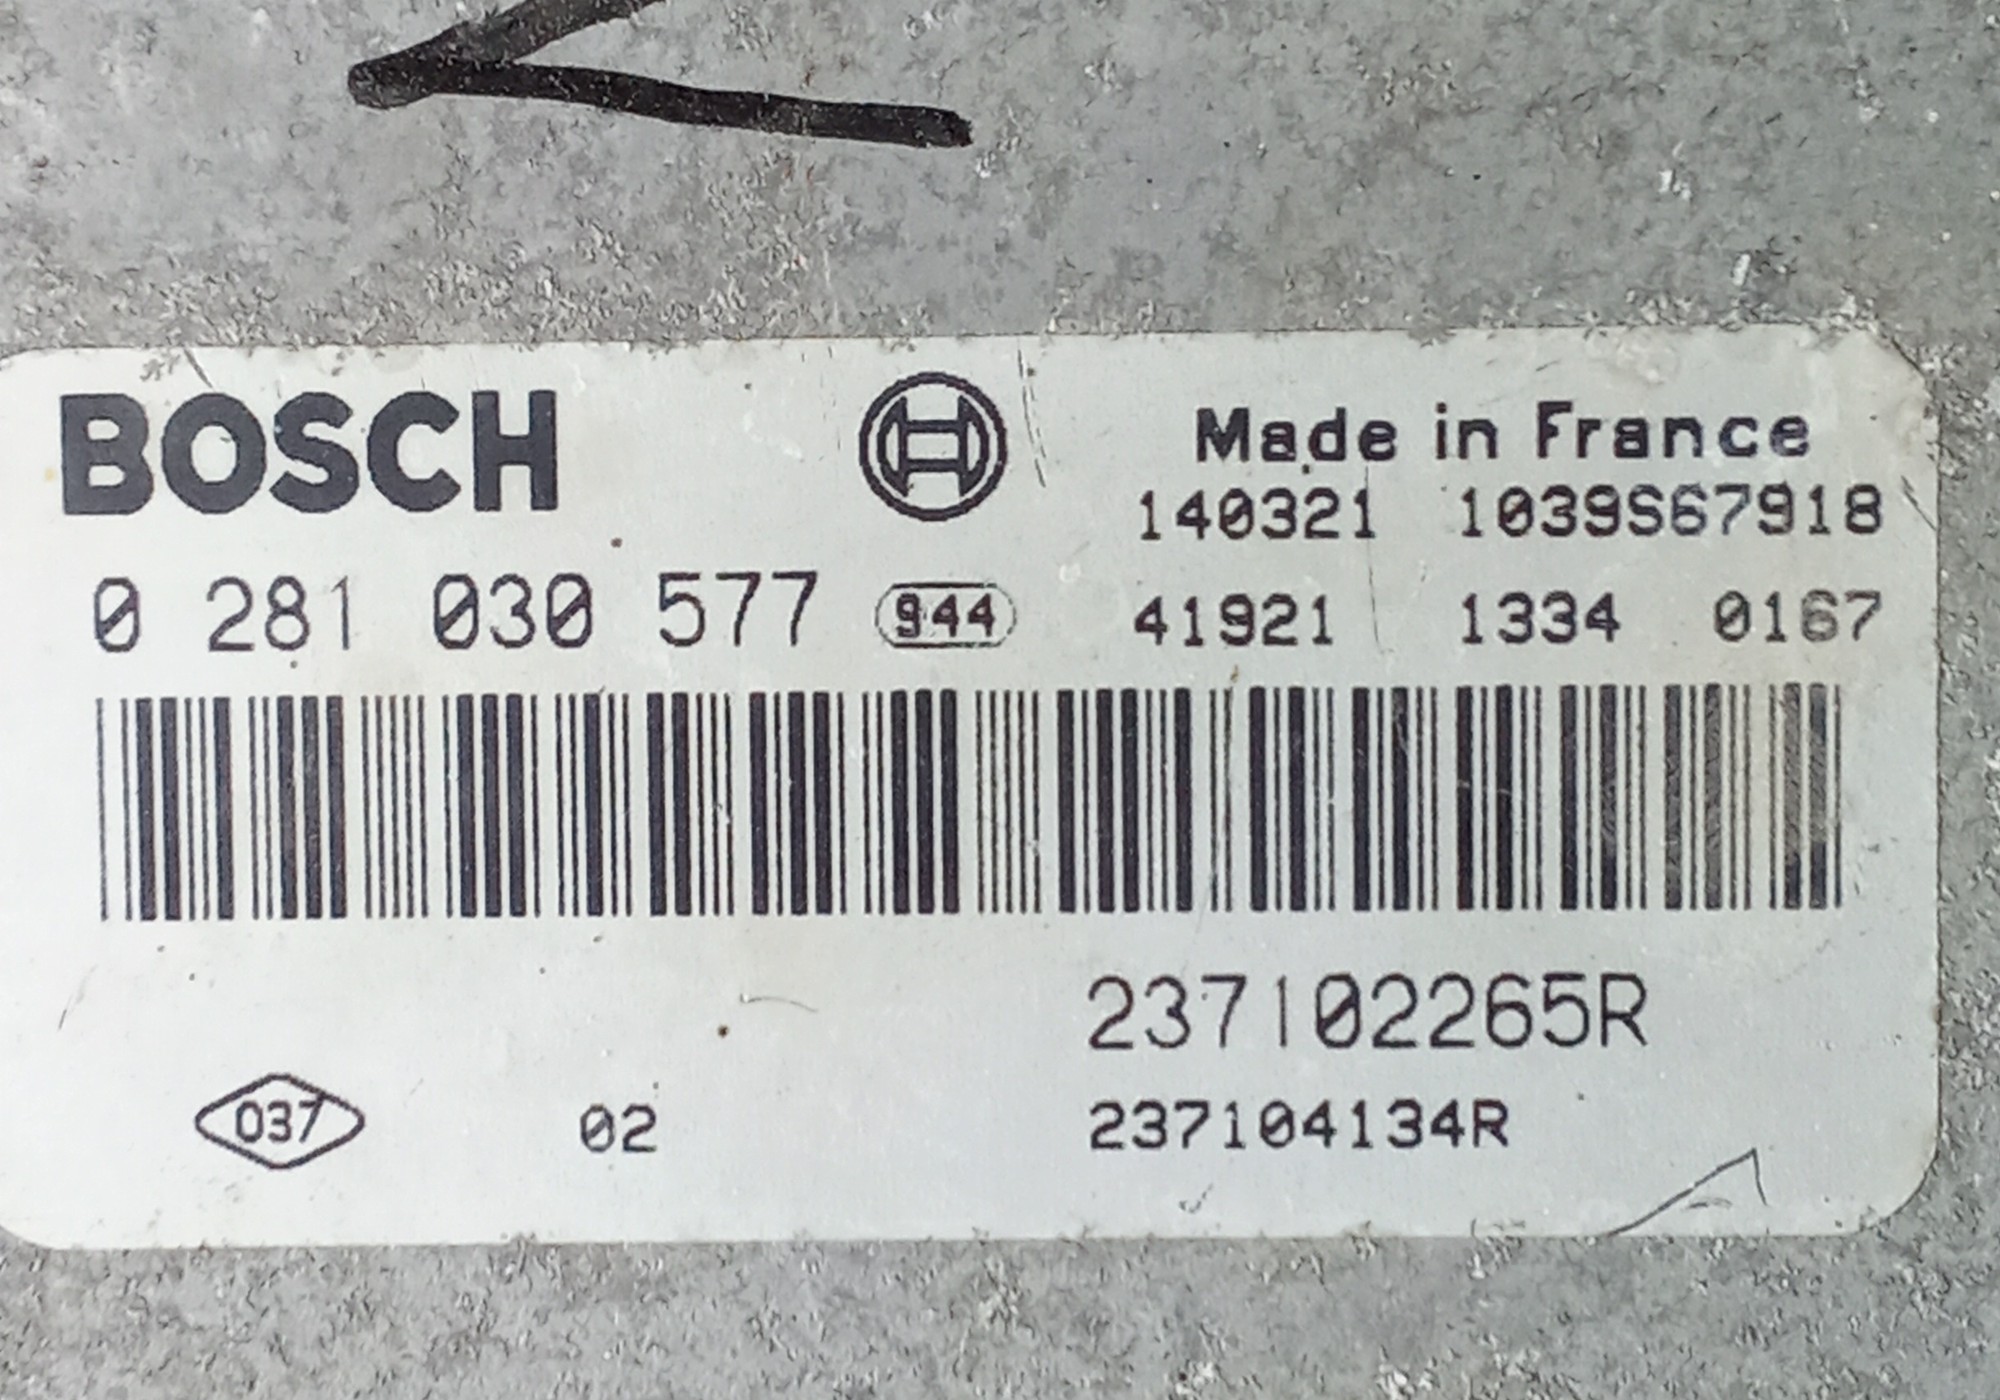 BOSCH
Made in France
140321 1039S67918
0 281 030 577 944 41921 1334 0167
237102265R
037 02 237104134R